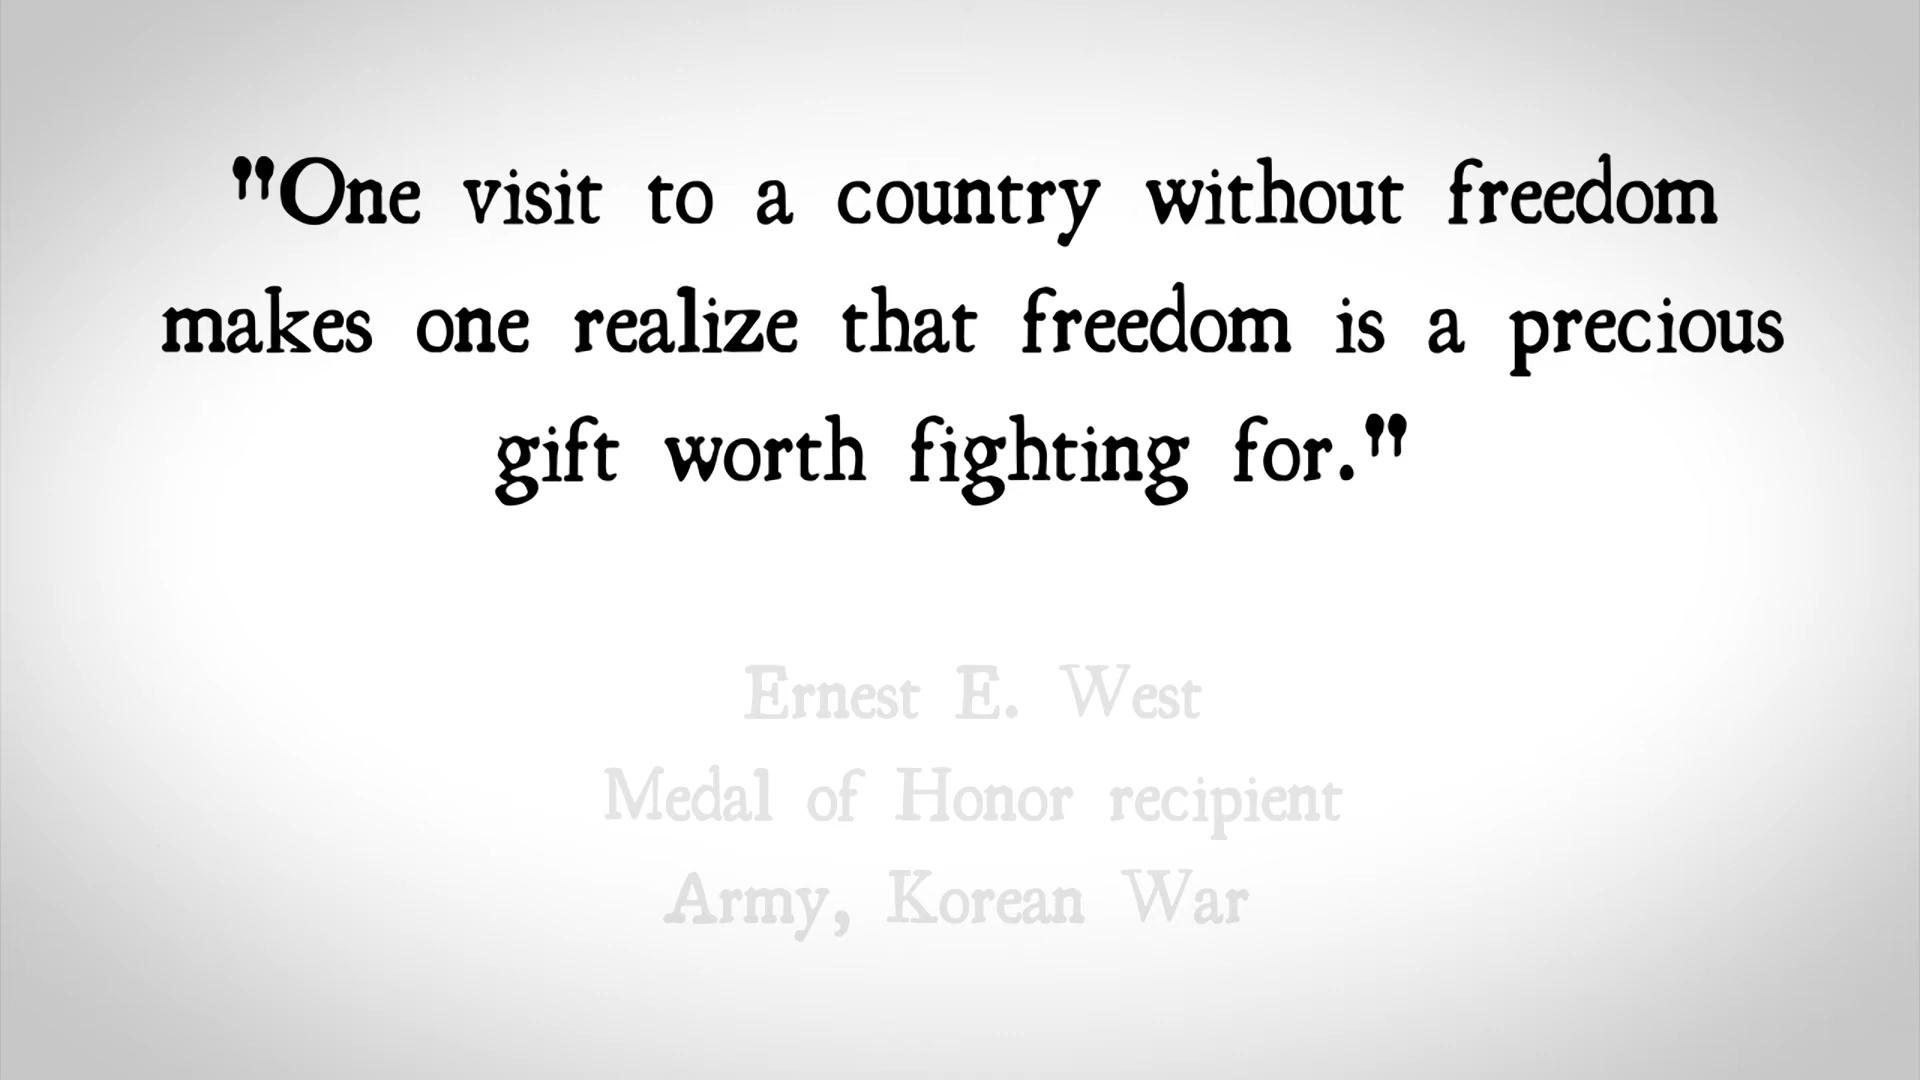 "One visit to a country without freedom
makes one realize that freedom is a precious
gift worth fighting for."
Ernest E. West
Medal of Honor recipient
Army, Korean War